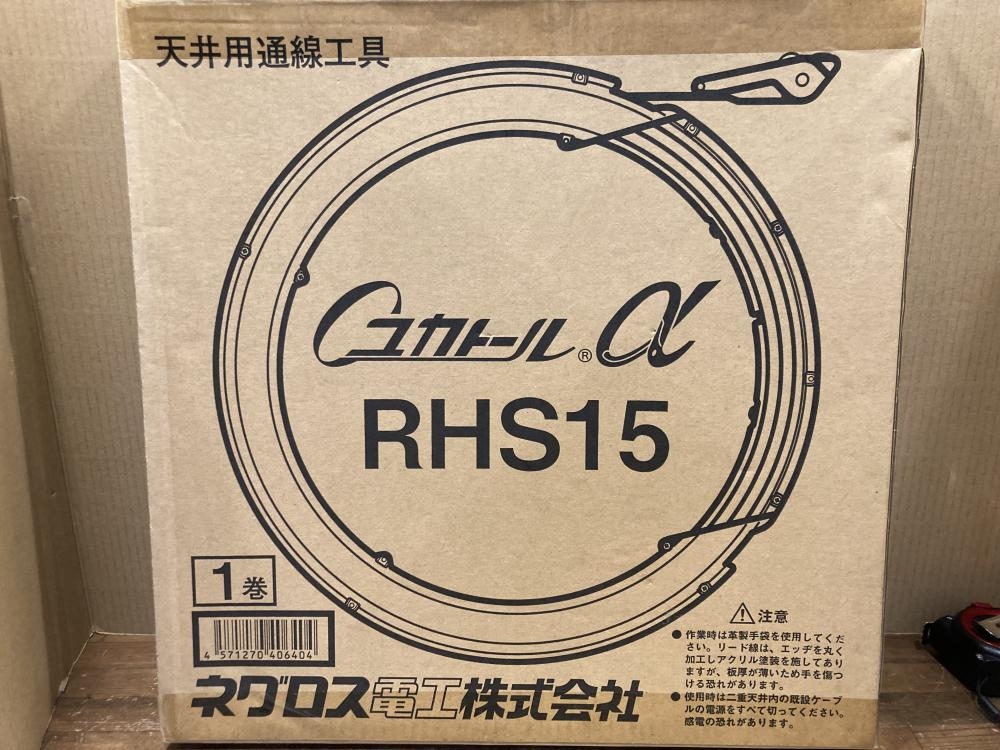 天井用通線工具
ユカトール®α
RHS15
1巻
4 571270 406404
ネグロス電工株式会社
⚠注意
●作業時は革製手袋を使用してくだ
さい。リード線は、エッヂを丸く
加工しアクリル塗装を施してあり
ますが、板厚が薄いため手を傷つ
ける恐れがあります。
●使用時は二重天井内の既設ケーブ
ルの電源をすべて切ってください。
感電の恐れがあります。